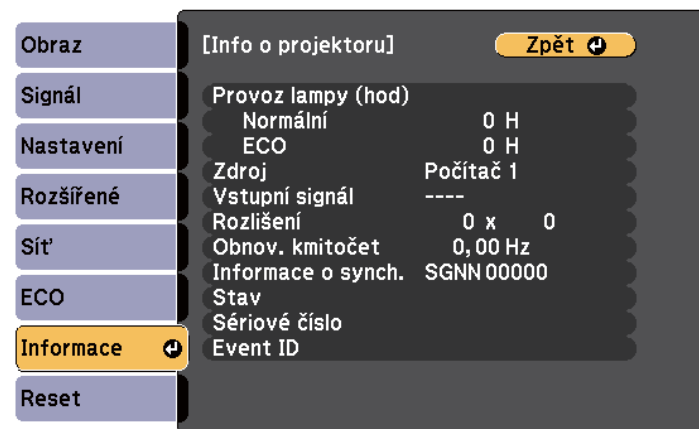 Obraz
Signál
Nastavení
Rozšířené
Síť
ECO
Informace
Reset
[Info o projektoru]
Zpět
Provoz lampy (hod)
Normální 0 H
ECO 0 H
Zdroj Počítač 1
Vstupní signál ----
Rozlišení 0 x 0
Obnov. kmitočet 0,00 Hz
Informace o synch. SGNN 00000
Stav
Sériové číslo
Event ID